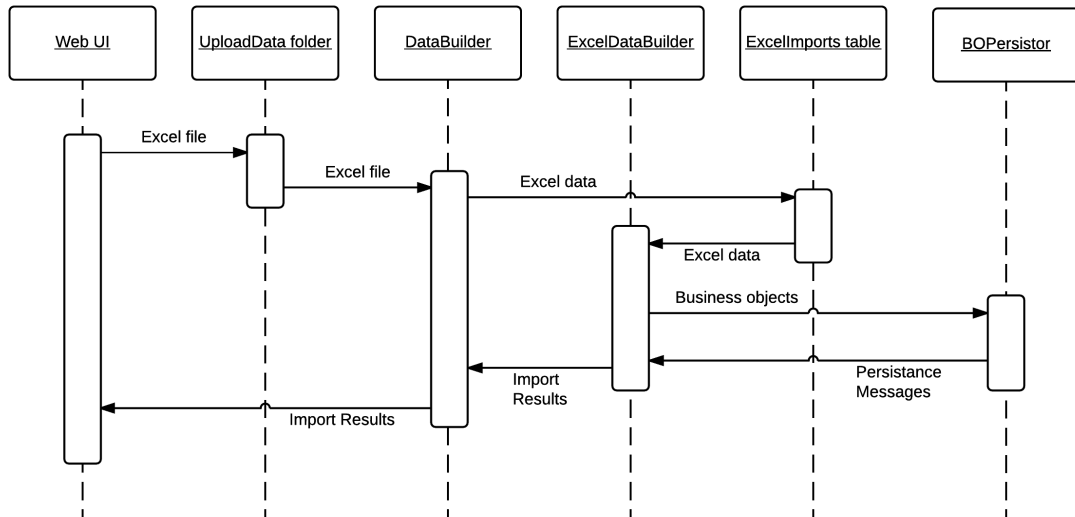 Web UI
UploadData folder
DataBuilder
ExcelDataBuilder
ExcelImports table
BOPersistor
Excel file
Excel file
Excel data
Excel data
Business objects
Persistance
Messages
Import
Results
Import Results